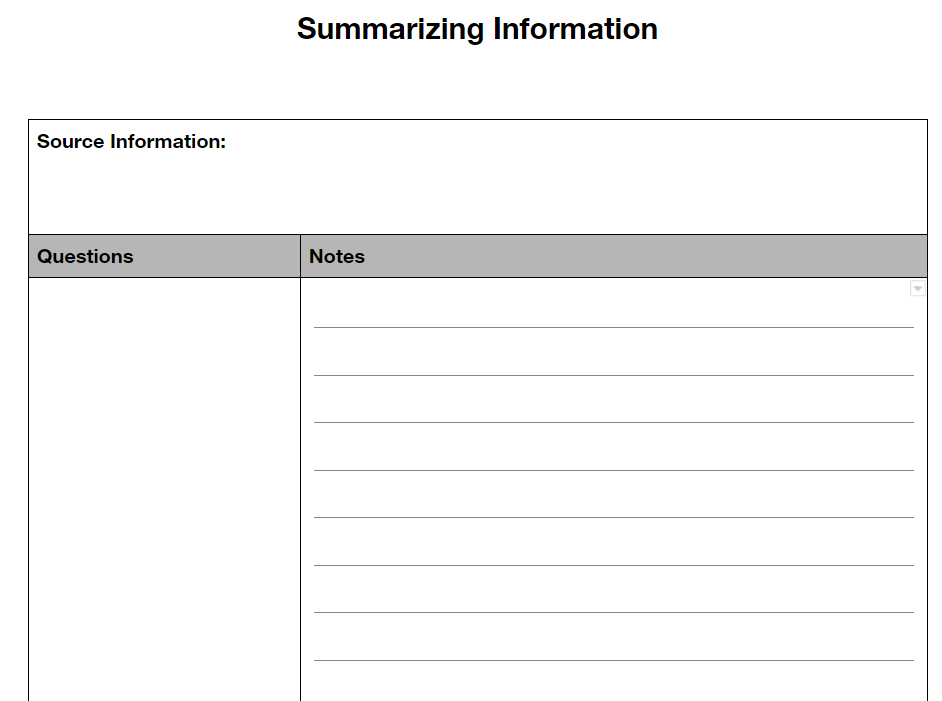 Summarizing Information
Source Information:
Questions
Notes